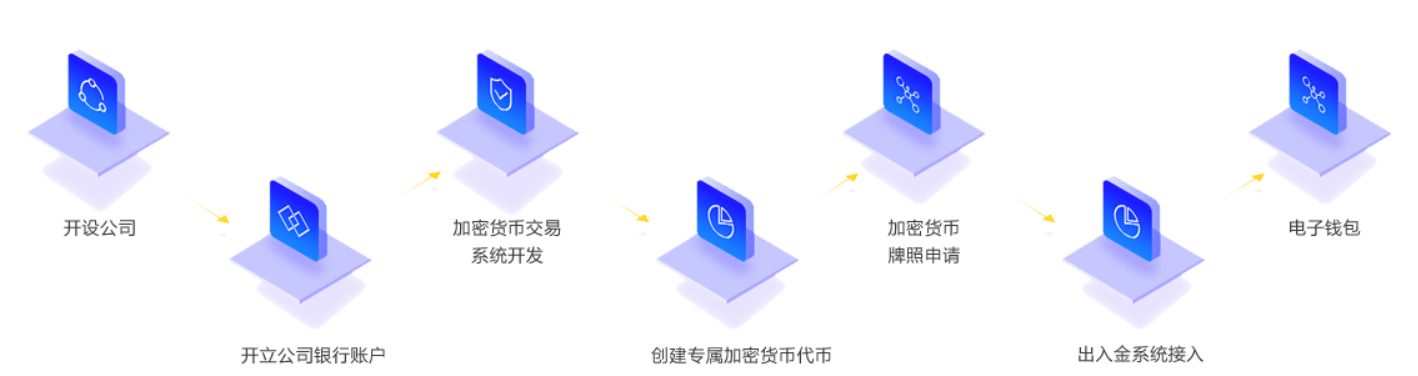 开设公司
开立公司银行账户
加密货币交易
系统开发
创建专属加密货币代币
加密货币
牌照申请
出入金系统接入
电子钱包